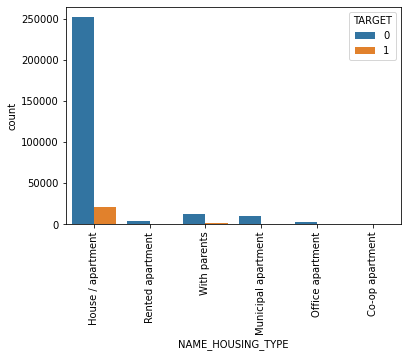 TARGET
0
1
250000
200000
150000
100000
50000
0
count
House / apartment
Rented apartment
With parents
Municipal apartment
Office apartment
Co-op apartment
NAME_HOUSING_TYPE